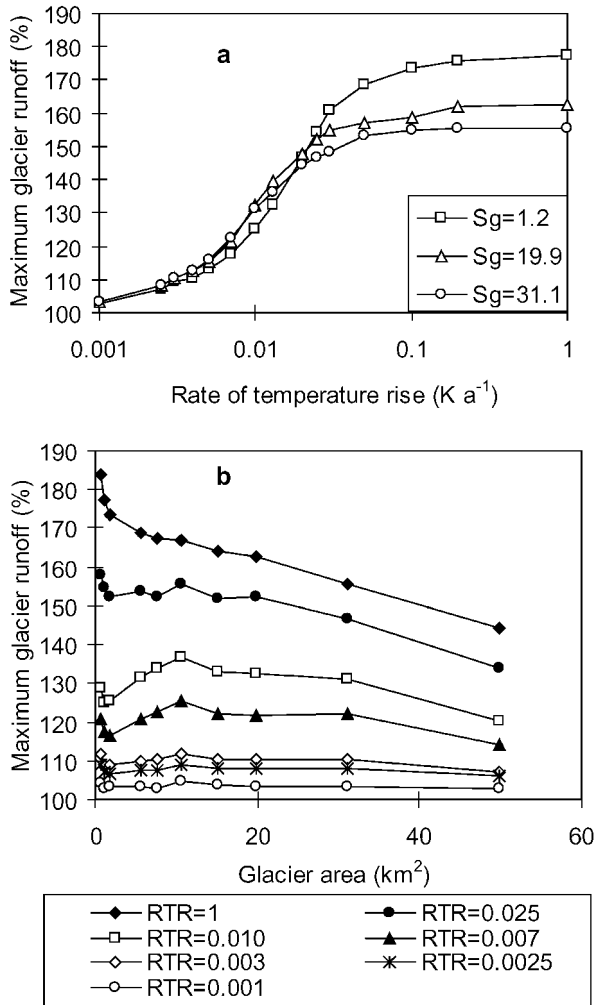 190
180
170
160
150
140
130
120
110
100
Maximum glacier runoff (%)
a
Sg=1.2
Sg=19.9
Sg=31.1
0.001 0.01 0.1 1
Rate of temperature rise (K a⁻¹)
190
180
170
160
150
140
130
120
110
100
Maximum glacier runoff (%)
b
0 20 40 60
Glacier area (km²)
RTR=1 RTR=0.025
RTR=0.010 RTR=0.007
RTR=0.003 RTR=0.0025
RTR=0.001